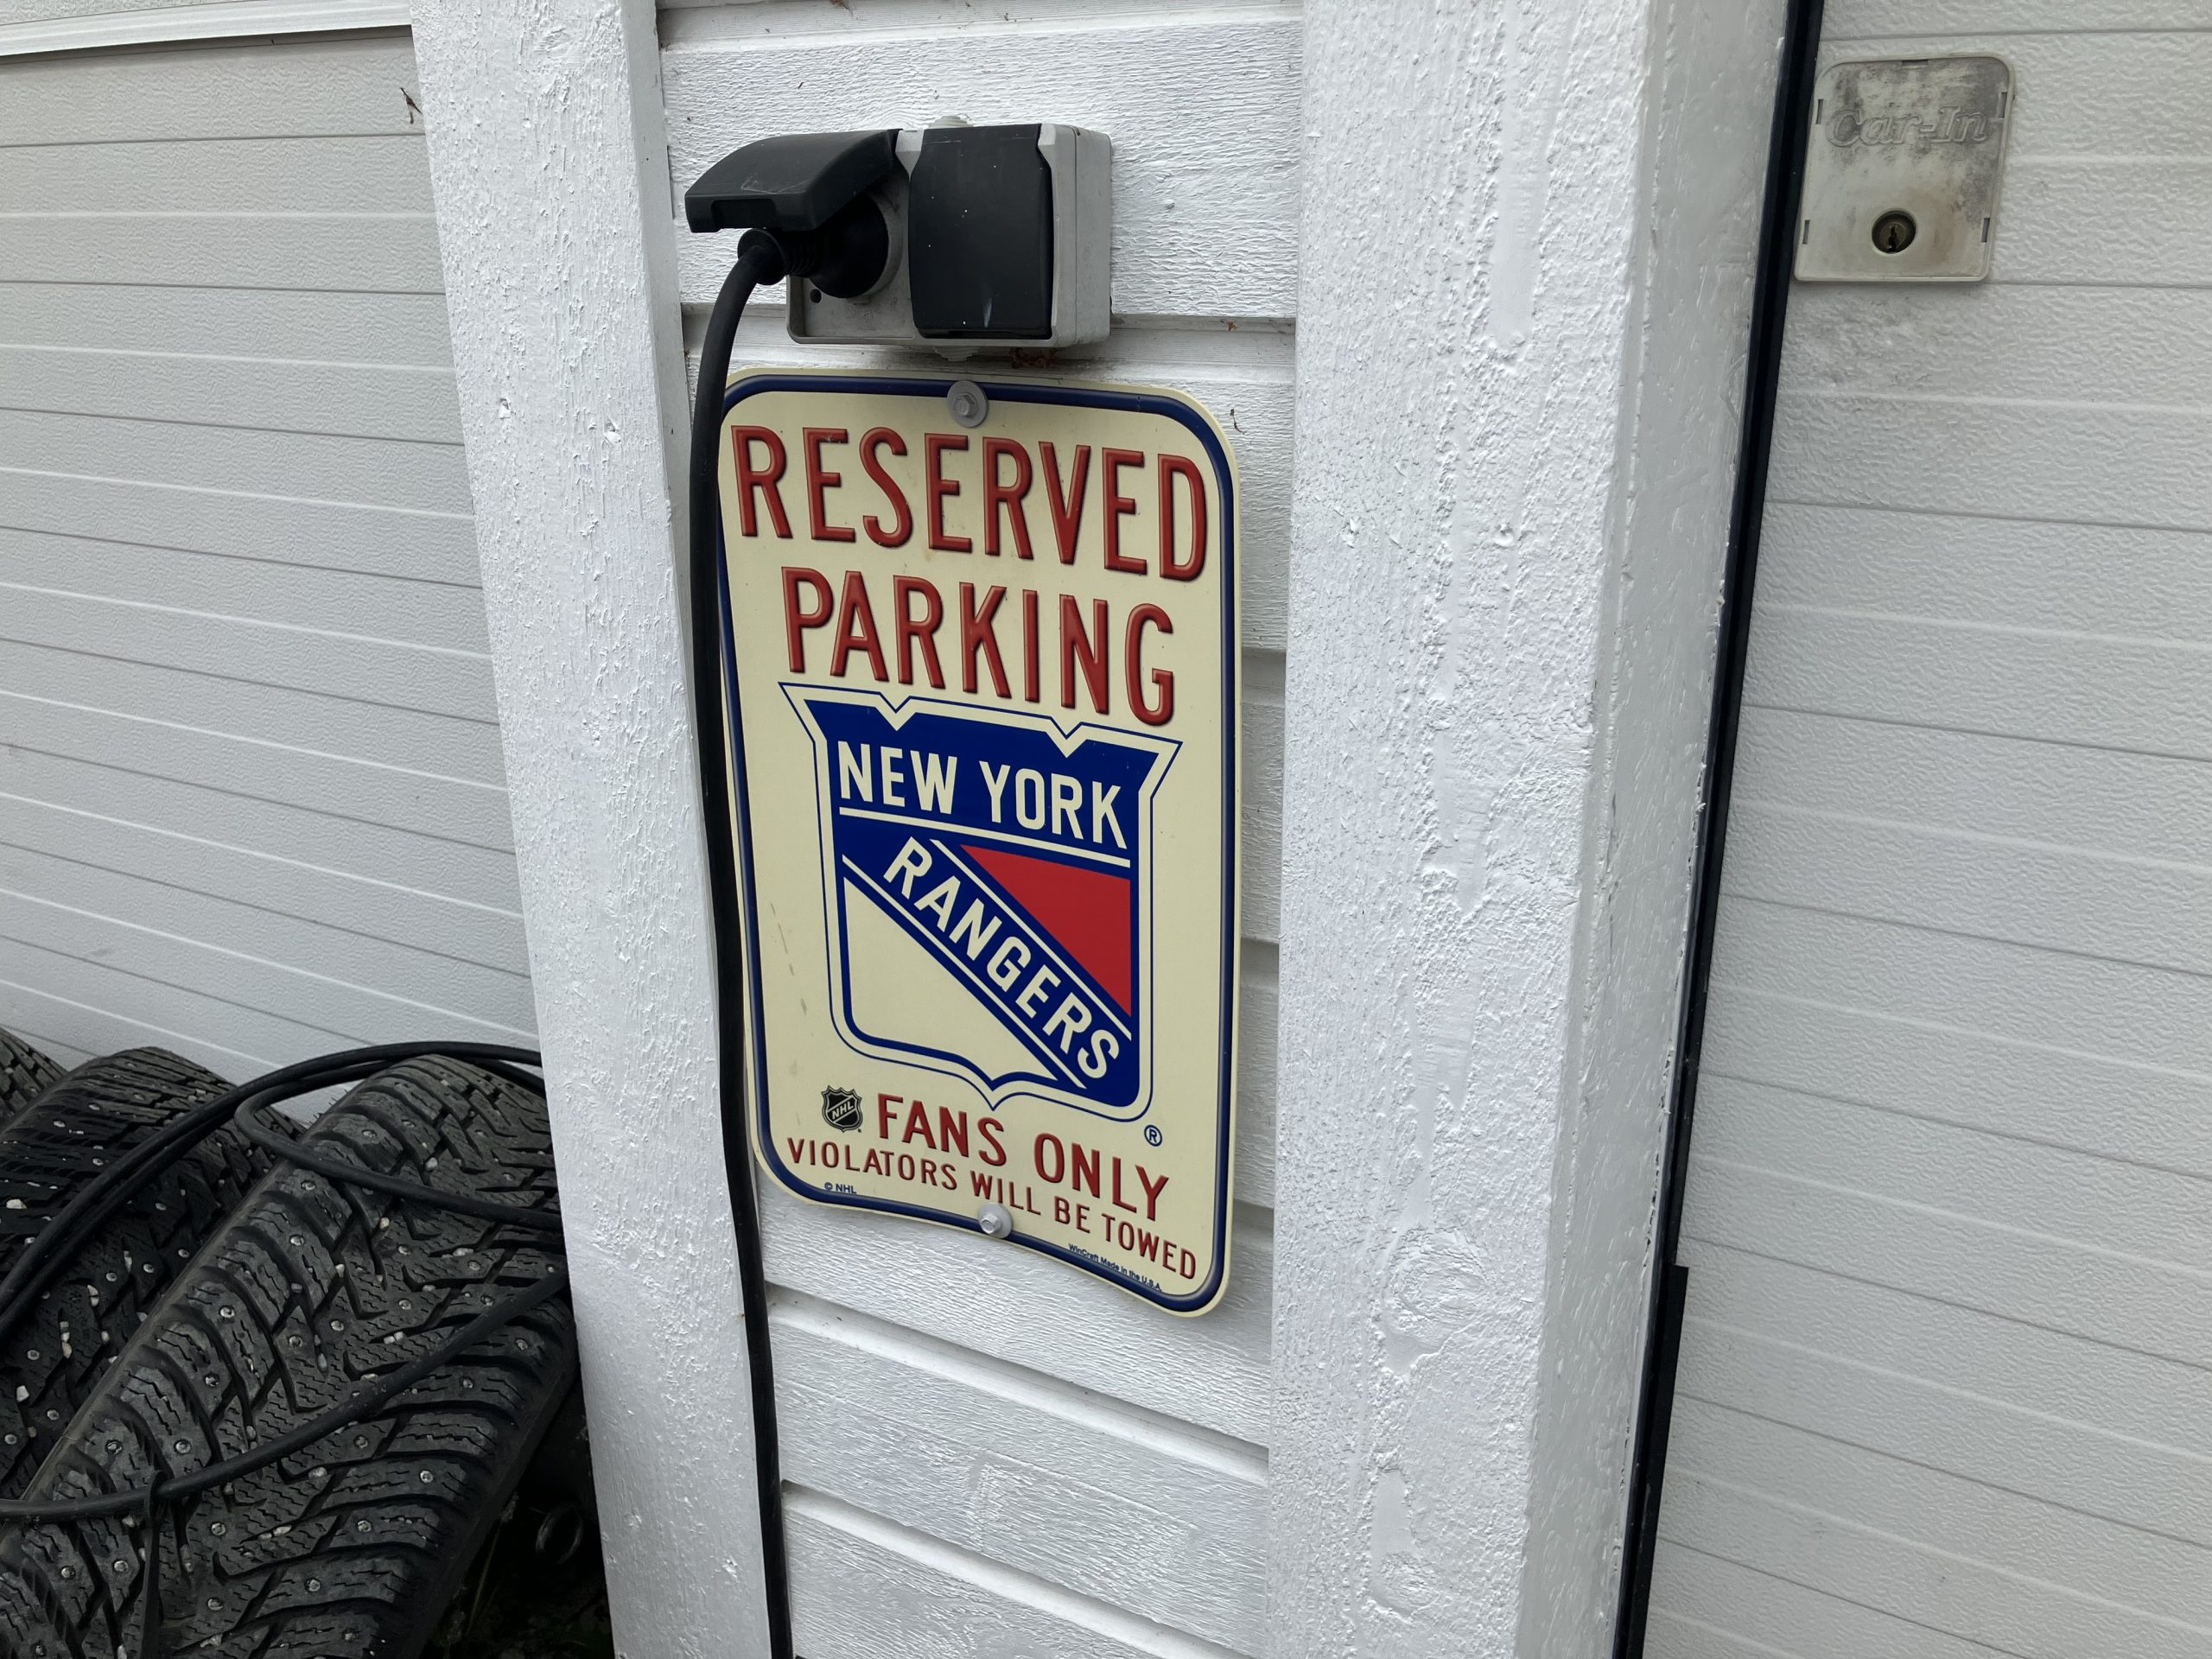 Car-In
RESERVED
PARKING
NEW YORK
RANGERS
®
NHL
FANS ONLY
VIOLATORS WILL BE TOWED
© NHL
WinCraft Made in the U.S.A.